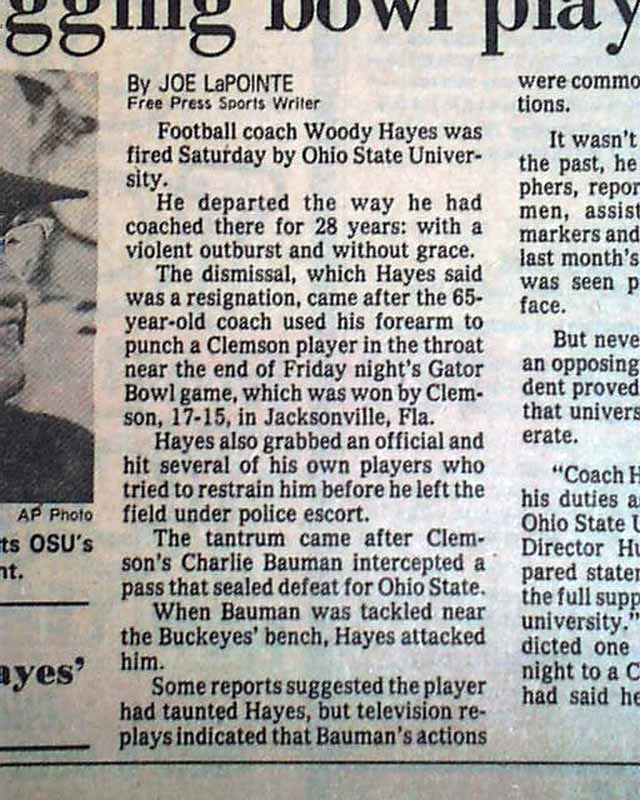 gging bowl play
By JOE LaPOINTE
Free Press Sports Writer
Football coach Woody Hayes was
fired Saturday by Ohio State Univer-
sity.
He departed the way he had
coached there for 28 years: with a
violent outburst and without grace.
The dismissal, which Hayes said
was a resignation, came after the 65-
year-old coach used his forearm to
punch a Clemson player in the throat
near the end of Friday night's Gator
Bowl game, which was won by Clem-
son, 17-15, in Jacksonville, Fla.
Hayes also grabbed an official and
hit several of his own players who
tried to restrain him before he left the
field under police escort.
The tantrum came after Clem-
son's Charlie Bauman intercepted a
pass that sealed defeat for Ohio State.
When Bauman was tackled near
the Buckeyes' bench, Hayes attacked
him.
Some reports suggested the player
had taunted Hayes, but television re-
plays indicated that Bauman's actions
were commo
tions.
It wasn't
the past, he
phers, repor
men, assist
markers and
last month's
was seen p
face.
But neve
an opposing
dent proved
that univers
erate.
"Coach H
his duties a
Ohio State U
Director Hu
pared staten
the full supp
university."
dicted one
night to a C
had said he
AP Photo
ts OSU's
nt.
ayes'